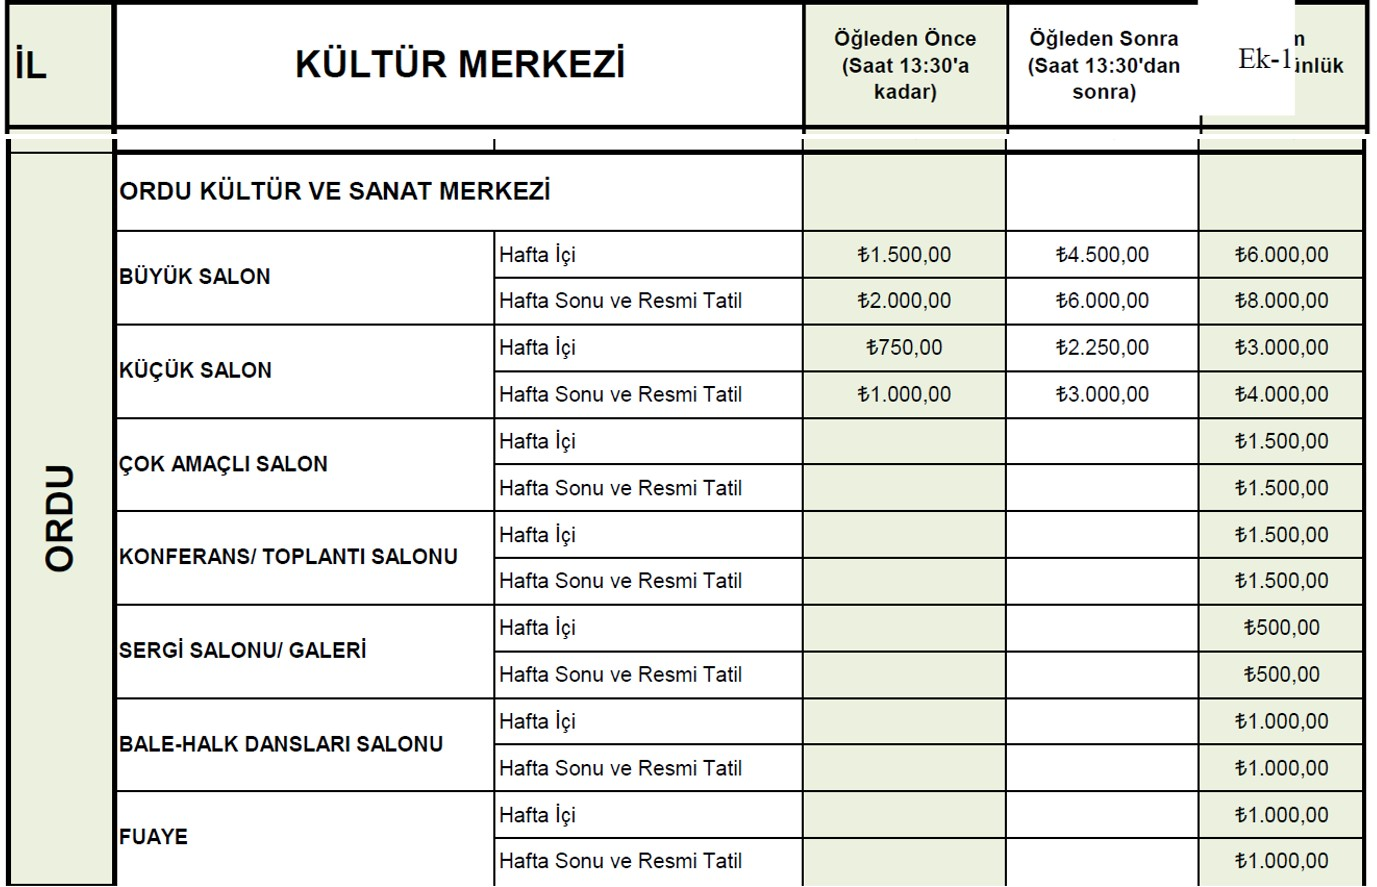 İL
KÜLTÜR MERKEZİ
Öğleden Önce
(Saat 13:30'a
kadar)
Öğleden Sonra
(Saat 13:30'dan
sonra)
Ek-1
ORDU
ORDU KÜLTÜR VE SANAT MERKEZİ
BÜYÜK SALON
Hafta İçi ₺1.500,00 ₺4.500,00 ₺6.000,00
Hafta Sonu ve Resmi Tatil ₺2.000,00 ₺6.000,00 ₺8.000,00
KÜÇÜK SALON
Hafta İçi ₺750,00 ₺2.250,00 ₺3.000,00
Hafta Sonu ve Resmi Tatil ₺1.000,00 ₺3.000,00 ₺4.000,00
ÇOK AMAÇLI SALON
Hafta İçi ₺1.500,00
Hafta Sonu ve Resmi Tatil ₺1.500,00
KONFERANS/ TOPLANTI SALONU
Hafta İçi ₺1.500,00
Hafta Sonu ve Resmi Tatil ₺1.500,00
SERGİ SALONU/ GALERİ
Hafta İçi ₺500,00
Hafta Sonu ve Resmi Tatil ₺500,00
BALE-HALK DANSLARI SALONU
Hafta İçi ₺1.000,00
Hafta Sonu ve Resmi Tatil ₺1.000,00
FUAYE
Hafta İçi ₺1.000,00
Hafta Sonu ve Resmi Tatil ₺1.000,00